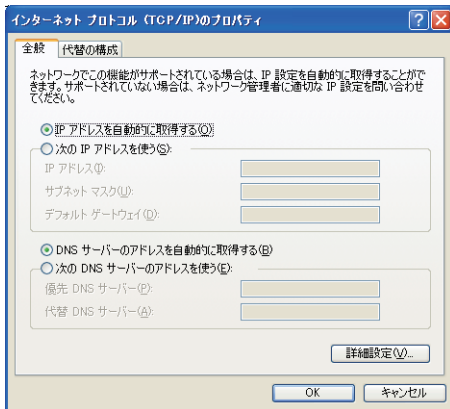 インターネット プロトコル (TCP/IP)のプロパティ
全般
代替の構成
ネットワークでこの機能がサポートされている場合は、IP 設定を自動的に取得することがで
きます。サポートされていない場合は、ネットワーク管理者に適切な IP 設定を問い合わせ
てください。
IP アドレスを自動的に取得する(O)
次の IP アドレスを使う(S):
IP アドレス(I):
サブネット マスク(U):
デフォルト ゲートウェイ(D):
DNS サーバーのアドレスを自動的に取得する(B)
次の DNS サーバーのアドレスを使う(E):
優先 DNS サーバー(P):
代替 DNS サーバー(A):
詳細設定(V)...
OK
キャンセル